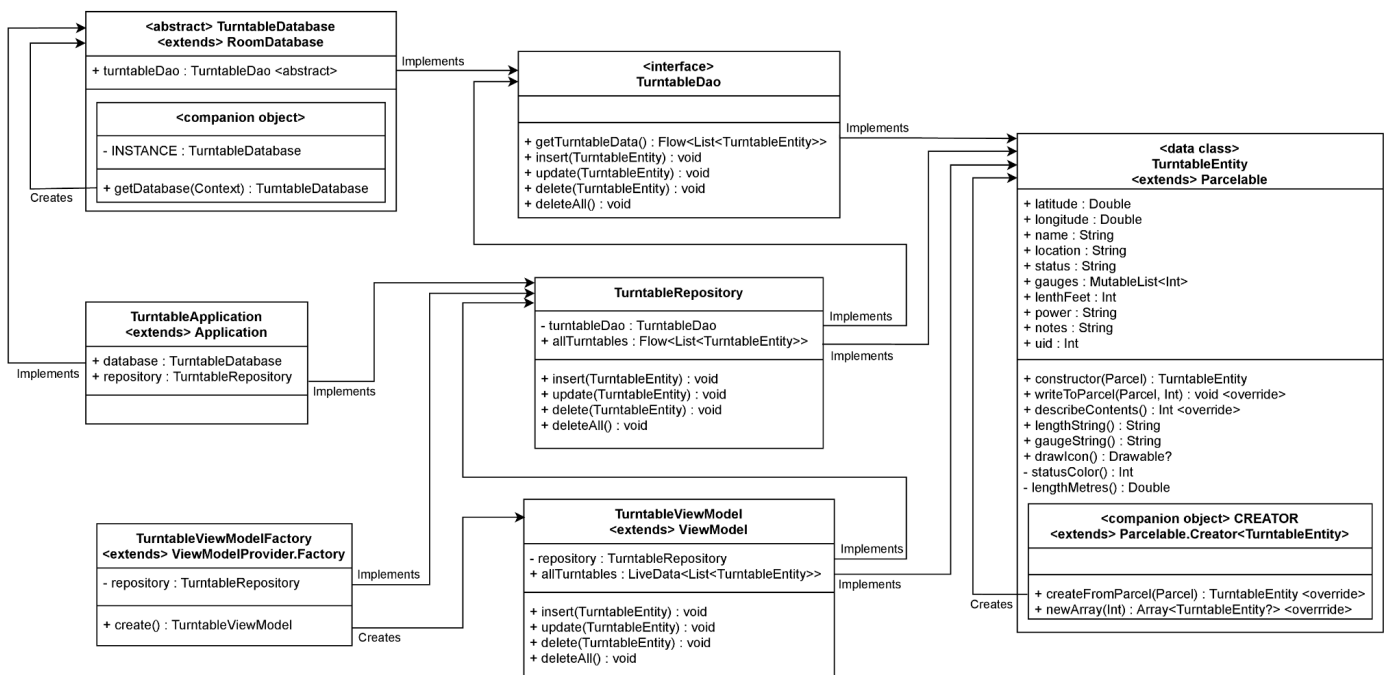 <abstract> TurntableDatabase
<extends> RoomDatabase
+ turntableDao : TurntableDao <abstract>
<companion object>
- INSTANCE : TurntableDatabase
+ getDatabase(Context) : TurntableDatabase
Creates
Implements
<interface>
TurntableDao
+ getTurntableData() : Flow<List<TurntableEntity>>
+ insert(TurntableEntity) : void
+ update(TurntableEntity) : void
+ delete(TurntableEntity) : void
+ deleteAll() : void
Implements
<data class>
TurntableEntity
<extends> Parcelable
+ latitude : Double
+ longitude : Double
+ name : String
+ location : String
+ status : String
+ gauges : MutableList<Int>
+ lenthFeet : Int
+ power : String
+ notes : String
+ uid : Int
+ constructor(Parcel) : TurntableEntity
+ writeToParcel(Parcel, Int) : void <override>
+ describeContents() : Int <override>
+ lengthString() : String
+ gaugeString() : String
+ drawIcon() : Drawable?
- statusColor() : Int
- lengthMetres() : Double
<companion object> CREATOR
<extends> Parcelable.Creator<TurntableEntity>
+ createFromParcel(Parcel) : TurntableEntity <override>
+ newArray(Int) : Array<TurntableEntity?> <overrride>
Creates
TurntableApplication
<extends> Application
+ database : TurntableDatabase
+ repository : TurntableRepository
Implements
Implements
TurntableRepository
- turntableDao : TurntableDao
+ allTurntables : Flow<List<TurntableEntity>>
+ insert(TurntableEntity) : void
+ update(TurntableEntity) : void
+ delete(TurntableEntity) : void
+ deleteAll() : void
Implements
Implements
TurntableViewModelFactory
<extends> ViewModelProvider.Factory
- repository : TurntableRepository
+ create() : TurntableViewModel
Implements
Creates
TurntableViewModel
<extends> ViewModel
- repository : TurntableRepository
+ allTurntables : LiveData<List<TurntableEntity>>
+ insert(TurntableEntity) : void
+ update(TurntableEntity) : void
+ delete(TurntableEntity) : void
+ deleteAll() : void
Implements
Implements